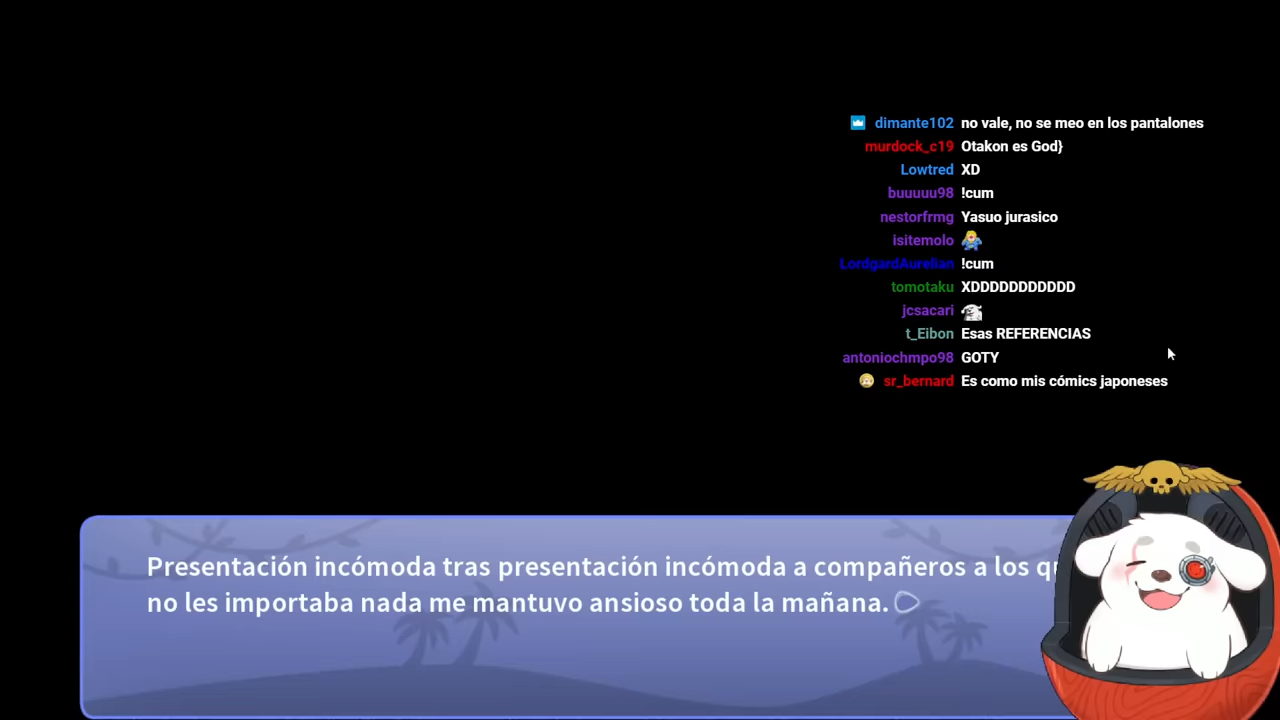 dimante102 no vale, no se meo en los pantalones
murdock_c19 Otakon es God}
Lowtred XD
buuuuu98 !cum
nestorfrmg Yasuo jurasico
isitemolo
LordgardAurelian !cum
tomotaku XDDDDDDDDDDD
jcsacari
t_Eibon Esas REFERENCIAS
antoniochmpo98 GOTY
sr_bernard Es como mis cómics japoneses
Presentación incómoda tras presentación incómoda a compañeros a los
no les importaba nada me mantuvo ansioso toda la mañana.